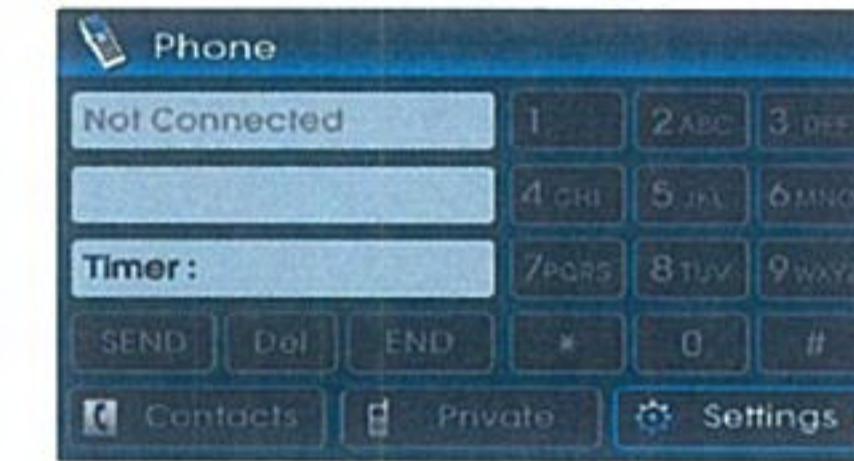 Phone
Not Connected
1 2 ABC 3 DEF
4 GHI 5 JKL 6 MNO
Timer :
7 PQRS 8 TUV 9 WXYZ
SEND Del END * 0 #
Contacts Private Settings